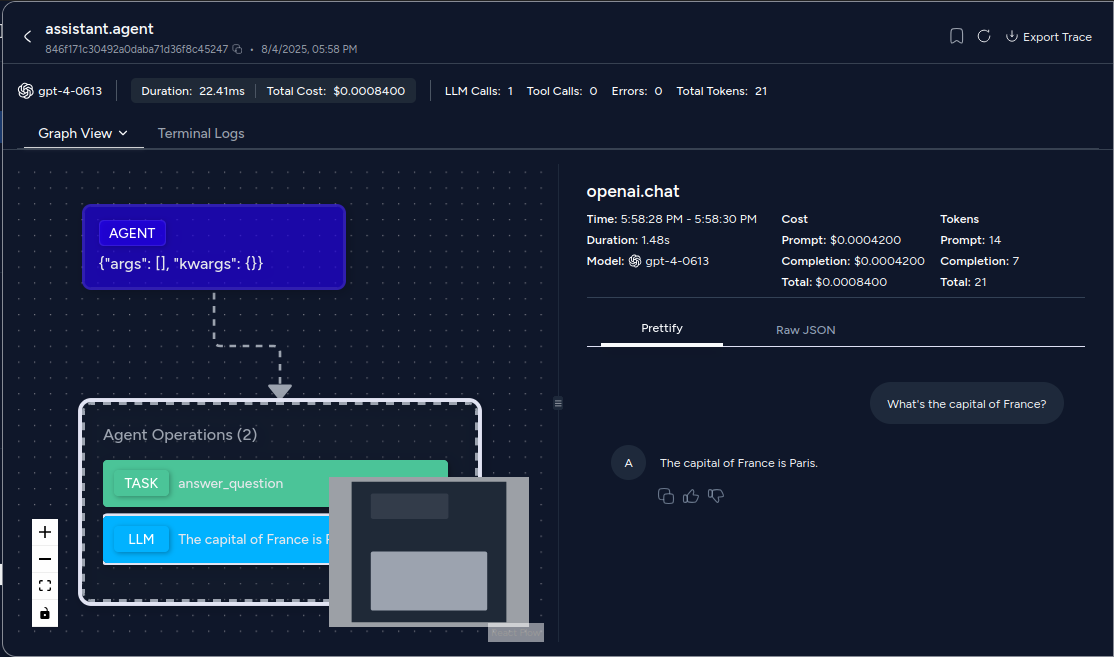 assistant.agent
846f171c30492a0daba71d36f8c45247 • 8/4/2025, 05:58 PM
Export Trace
gpt-4-0613
Duration: 22.41ms Total Cost: $0.0008400
LLM Calls: 1 Tool Calls: 0 Errors: 0 Total Tokens: 21
Graph View
Terminal Logs
AGENT
{"args": [], "kwargs": {}}
Agent Operations (2)
TASK answer_question
LLM The capital of France is
React Flow
openai.chat
Time: 5:58:28 PM - 5:58:30 PM
Duration: 1.48s
Model: gpt-4-0613
Cost
Prompt: $0.0004200
Completion: $0.0004200
Total: $0.0008400
Tokens
Prompt: 14
Completion: 7
Total: 21
Prettify
Raw JSON
What's the capital of France?
A
The capital of France is Paris.